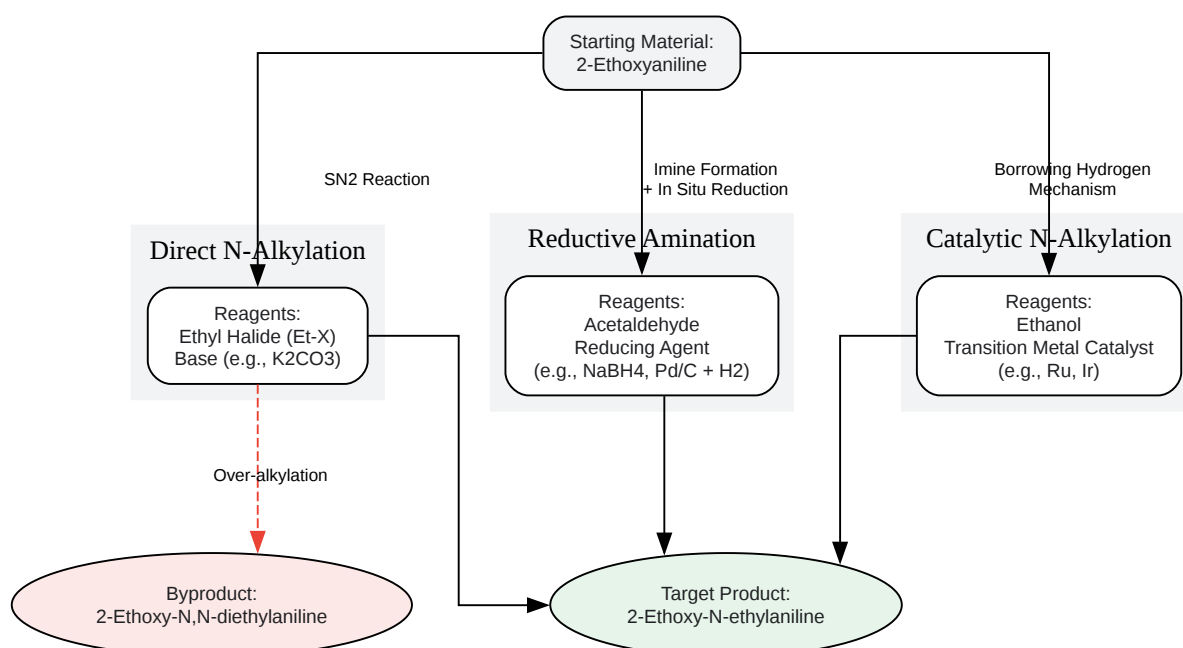 Starting Material:
2-Ethoxyaniline
SN2 Reaction
Imine Formation
+ In Situ Reduction
Borrowing Hydrogen
Mechanism
Direct N-Alkylation
Reagents:
Ethyl Halide (Et-X)
Base (e.g., K2CO3)
Reductive Amination
Reagents:
Acetaldehyde
Reducing Agent
(e.g., NaBH4, Pd/C + H2)
Catalytic N-Alkylation
Reagents:
Ethanol
Transition Metal Catalyst
(e.g., Ru, Ir)
Over-alkylation
Byproduct:
2-Ethoxy-N,N-diethylaniline
Target Product:
2-Ethoxy-N-ethylaniline